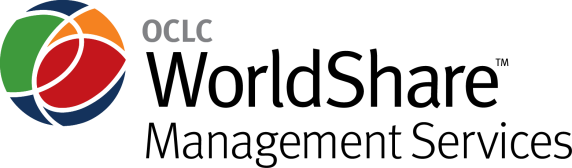 OCLC
WorldShare™
Management Services